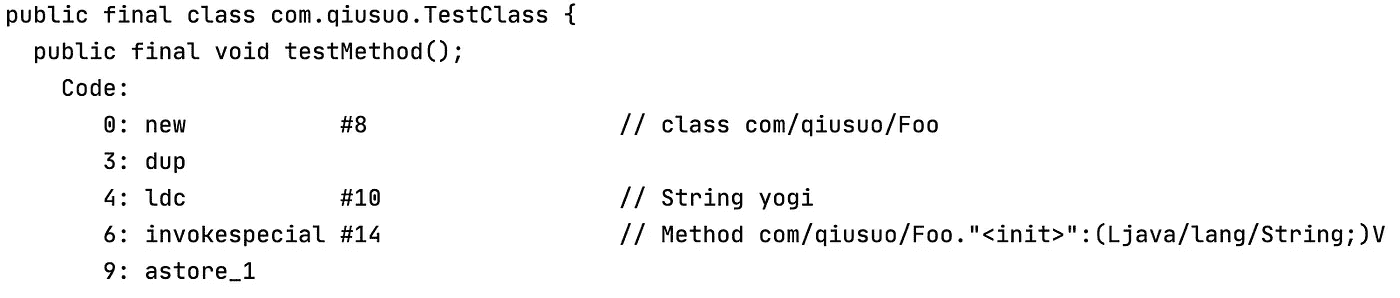 public final class com.qiusuo.TestClass {
  public final void testMethod();
    Code:
       0: new           #8                  // class com/qiusuo/Foo
       3: dup
       4: ldc           #10                 // String yogi
       6: invokespecial #14                 // Method com/qiusuo/Foo."<init>":(Ljava/lang/String;)V
       9: astore_1